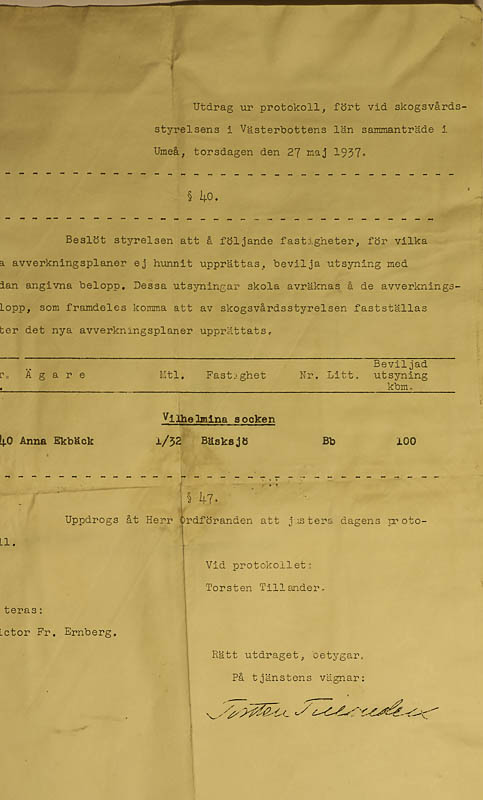 Utdrag ur protokoll, fört vid skogsvårds-
styrelsens i Västerbottens län sammanträde i
Umeå, torsdagen den 27 maj 1937.
§ 40.
Beslöt styrelsen att å följande fastigheter, för vilka
a avverkningsplaner ej hunnit upprättas, bevilja utsyning med
dan angivna belopp. Dessa utsyningar skola avräknas å de avverknings-
lopp, som framdeles komma att av skogsvårdsstyrelsen fastställas
ter det nya avverkningsplaner upprättats.
r. Ägare Mtl. Fastighet Nr. Litt. Beviljad utsyning kbm.
Vilhelmina socken
40 Anna Ekbäck 1/32 Bäsksjö Bb 100
§ 47.
Uppdrogs åt Herr Ordföranden att justera dagens proto-
ll.
Vid protokollet:
Torsten Tillander.
teras:
ictor Fr. Ernberg.
Rätt utdraget, betygar.
På tjänstens vägnar:
Torsten Tillander